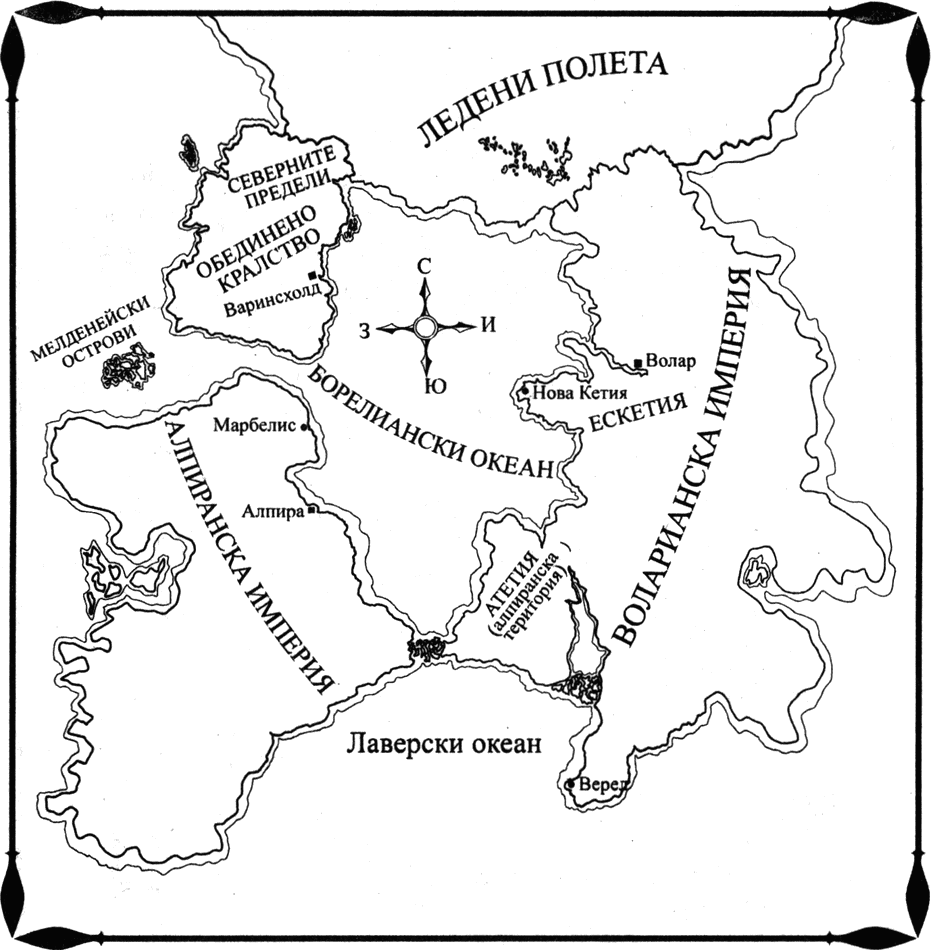 ЛЕДЕНИ ПОЛЕТА
СЕВЕРНИТЕ
ПРЕДЕЛИ
ОБЕДИНЕНО
КРАЛСТВО
Варинсхолд
С
З
И
Ю
МЕЛДЕНЕЙСКИ
ОСТРОВИ
Волар
Нова Кетия
ЕСКЕТИЯ
БОРЕЛИАНСКИ ОКЕАН
Марбелис
Алпира
АЛПИРАНСКА ИМПЕРИЯ
ВОЛАРИАНСКА ИМПЕРИЯ
АТЕТИЯ
(алпиранска
територия)
Лаверски океан
Веред